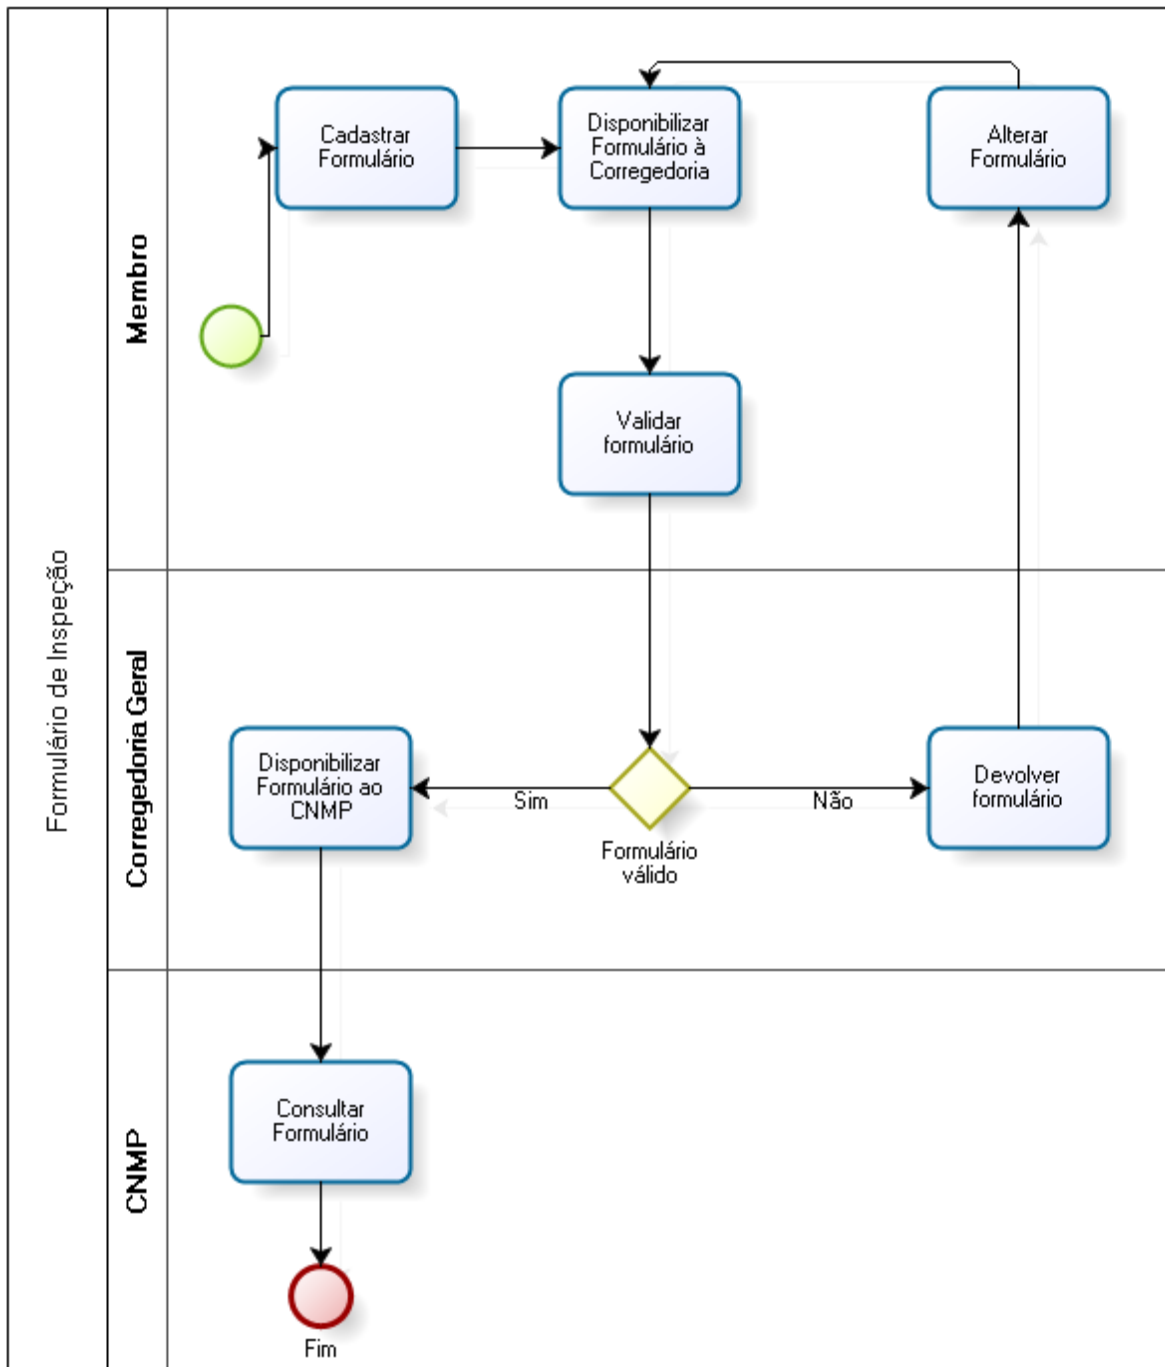 Formulário de Inspeção
Membro
Cadastrar
Formulário
Disponibilizar
Formulário à
Corregedoria
Alterar
Formulário
Validar
formulário
Corregedoria Geral
Disponibilizar
Formulário ao
CNMP
Sim
Formulário
válido
Não
Devolver
formulário
CNMP
Consultar
Formulário
Fim